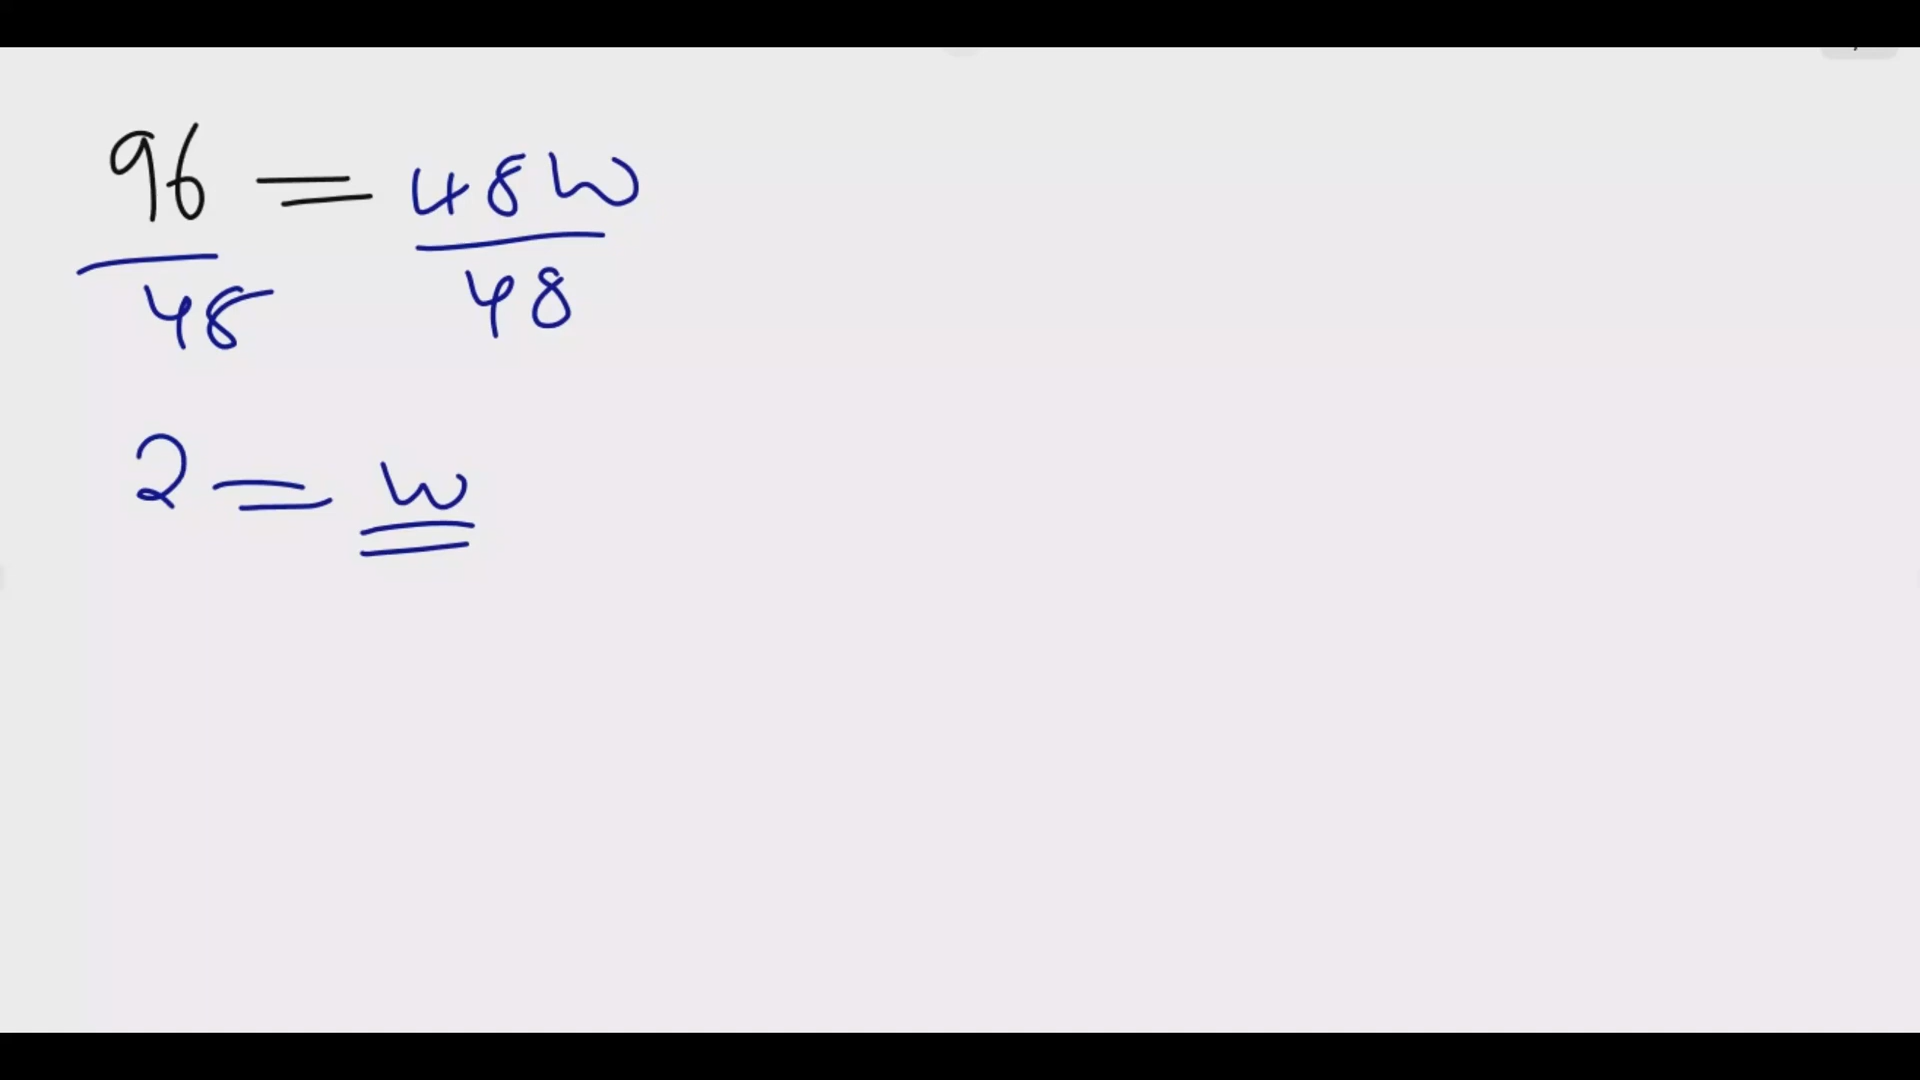 96 = 48w
48 48
2 = w